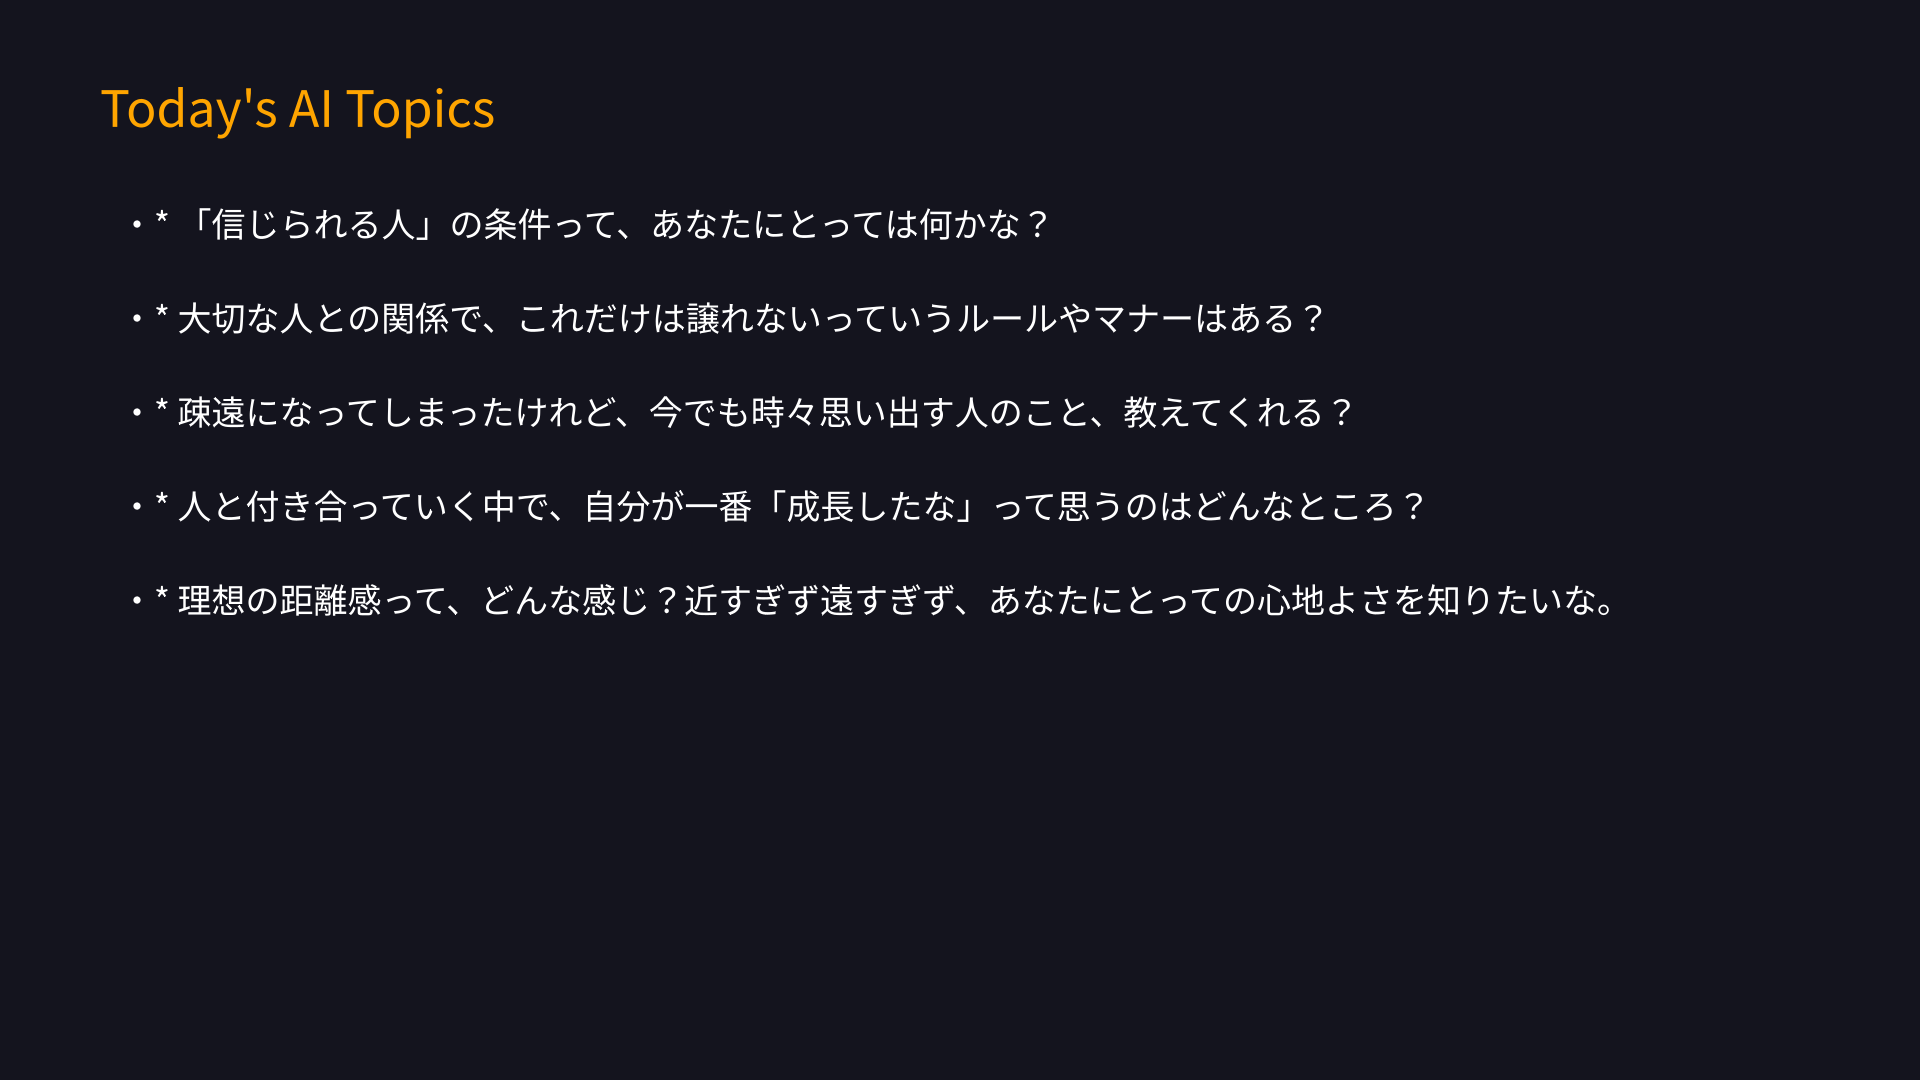 Today's AI Topics
・* 「信じられる人」の条件って、あなたにとっては何かな？
・* 大切な人との関係で、これだけは譲れないっていうルールやマナーはある？
・* 疎遠になってしまったけれど、今でも時々思い出す人のこと、教えてくれる？
・* 人と付き合っていく中で、自分が一番「成長したな」って思うのはどんなところ？
・* 理想の距離感って、どんな感じ？近すぎず遠すぎず、あなたにとっての心地よさを知りたいな。